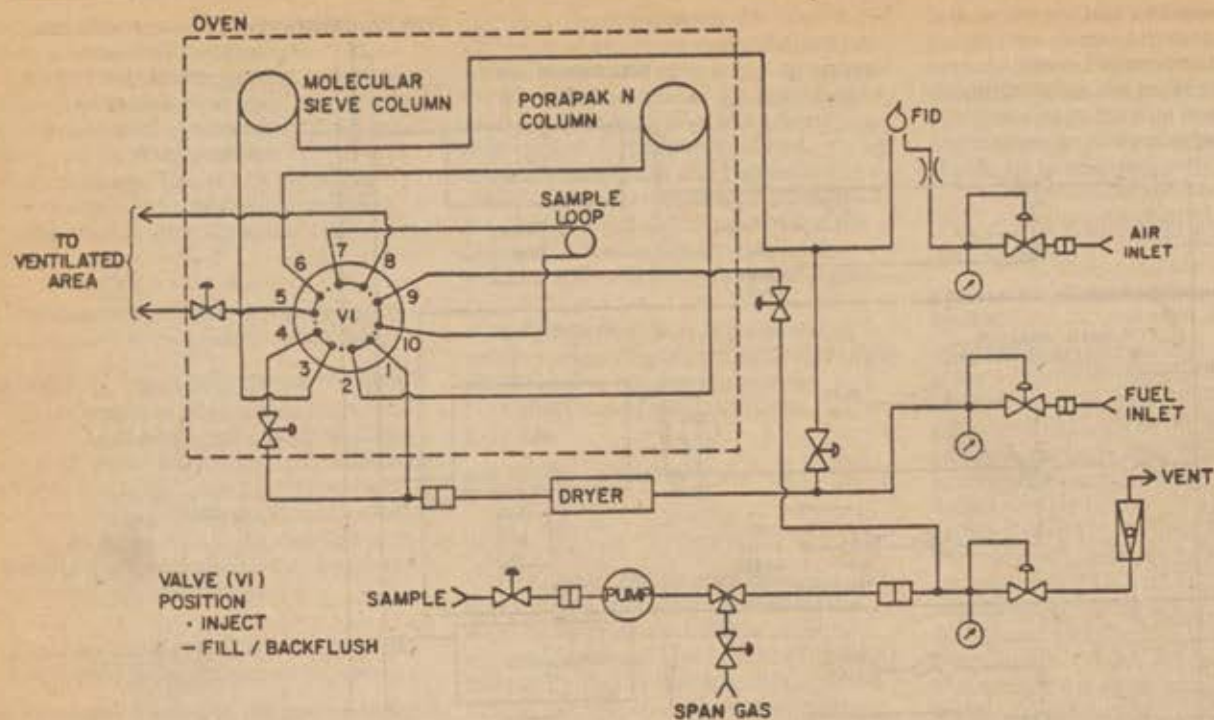 OVEN
MOLECULAR
SIEVE COLUMN
PORAPAK N
COLUMN
FID
SAMPLE
LOOP
TO
VENTILATED
AREA
AIR
INLET
7
8
6
9
5
VI
4
10
3
1
2
FUEL
INLET
DRYER
VENT
VALVE (VI)
POSITION
• INJECT
— FILL / BACKFLUSH
SAMPLE
PUMP
SPAN GAS